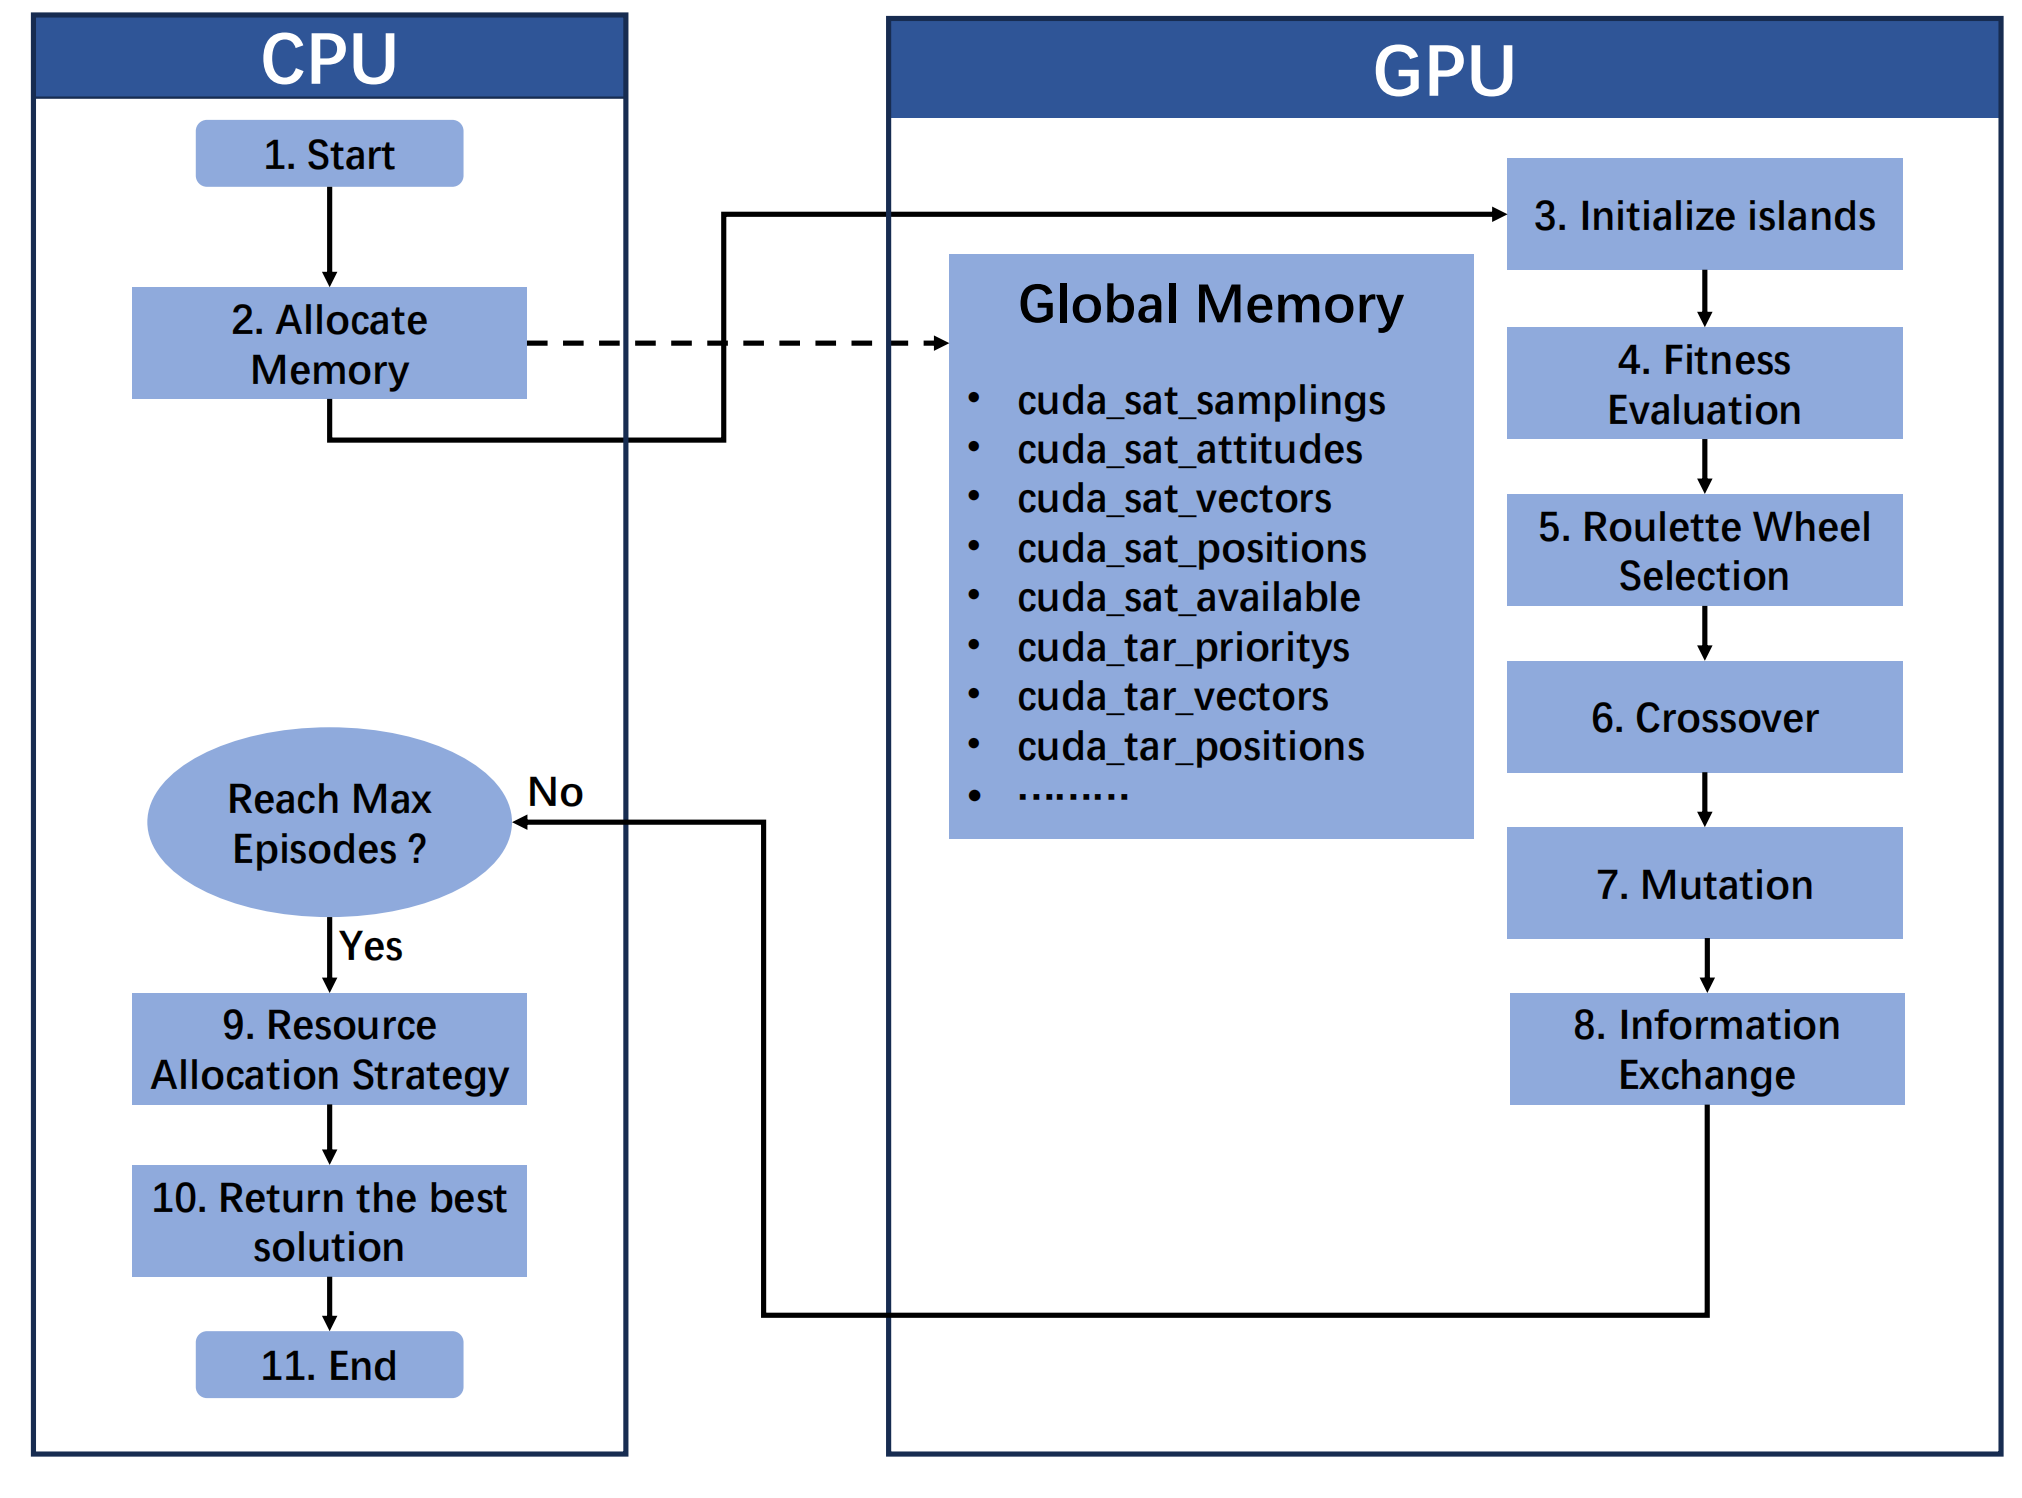 CPU
1. Start
2. Allocate
Memory
Reach Max
Episodes ?
No
Yes
9. Resource
Allocation Strategy
10. Return the best
solution
11. End
GPU
Global Memory
• cuda_sat_samplings
• cuda_sat_attitudes
• cuda_sat_vectors
• cuda_sat_positions
• cuda_sat_available
• cuda_tar_prioritys
• cuda_tar_vectors
• cuda_tar_positions
• ………
3. Initialize islands
4. Fitness
Evaluation
5. Roulette Wheel
Selection
6. Crossover
7. Mutation
8. Information
Exchange